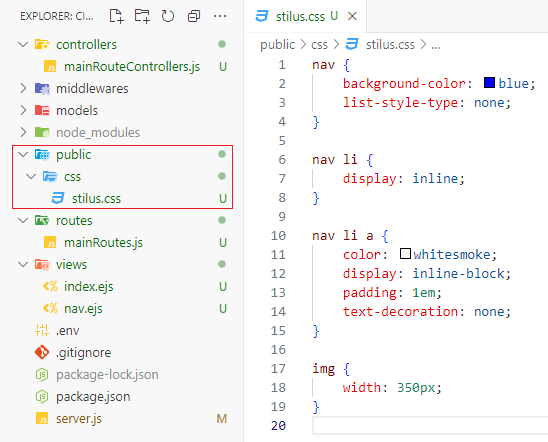 EXPLORER: CI...
controllers
mainRouteControllers.js U
middlewares
models
node_modules
public
css
stilus.css U
routes
mainRoutes.js U
views
index.ejs U
nav.ejs U
.env
.gitignore
package-lock.json
package.json
server.js M
stilus.css U
public > css > stilus.css > ...
1 nav {
2 background-color: blue;
3 list-style-type: none;
4 }
5
6 nav li {
7 display: inline;
8 }
9
10 nav li a {
11 color: whitesmoke;
12 display: inline-block;
13 padding: 1em;
14 text-decoration: none;
15 }
16
17 img {
18 width: 350px;
19 }
20